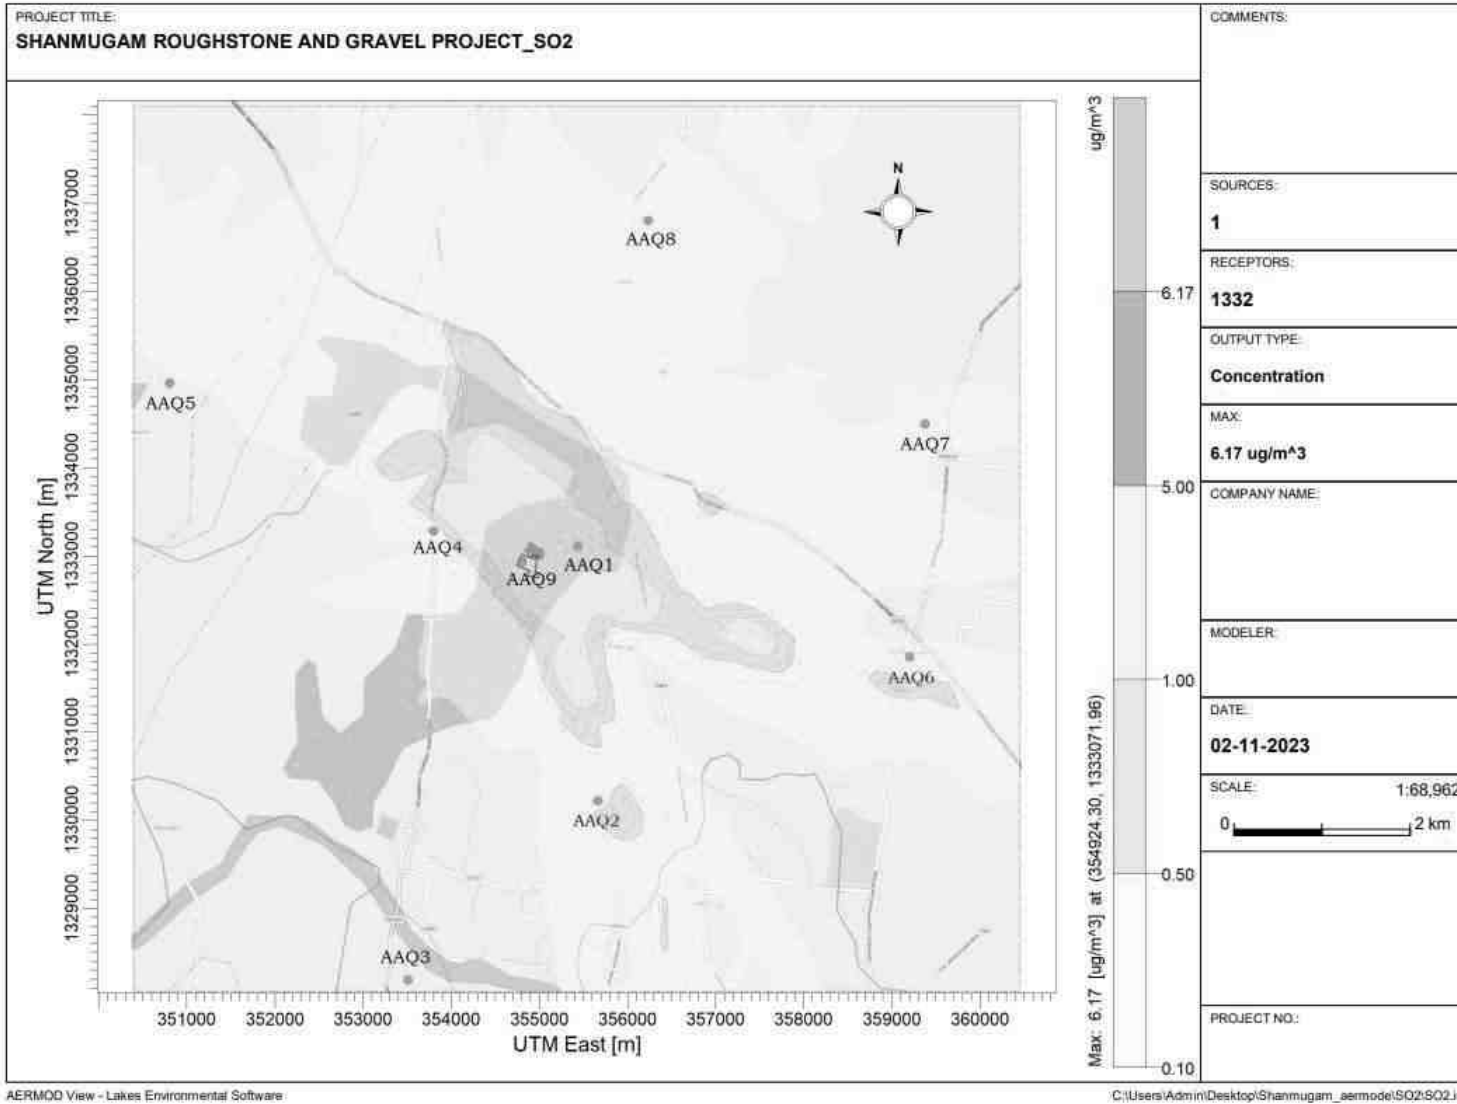 PROJECT TITLE:
SHANMUGAM ROUGHSTONE AND GRAVEL PROJECT_SO2
COMMENTS:
SOURCES:
1
RECEPTORS:
1332
OUTPUT TYPE:
Concentration
MAX:
6.17 ug/m^3
COMPANY NAME:
MODELER:
DATE:
02-11-2023
SCALE:
1:68,962
0
2 km
PROJECT NO.:
UTM North [m]
1337000
1336000
1335000
1334000
1333000
1332000
1331000
1330000
1329000
N
AAQ8
AAQ5
AAQ7
AAQ4
AAQ1
AAQ9
AAQ6
AAQ2
AAQ3
351000
352000
353000
354000
355000
356000
357000
358000
359000
360000
UTM East [m]
ug/m^3
6.17
5.00
1.00
0.50
0.10
Max: 6.17 [ug/m^3] at (354924.30, 1333071.96)
AERMOD View - Lakes Environmental Software
C:\Users\Admin\Desktop\Shanmugam_aermode\SO2\SO2.i